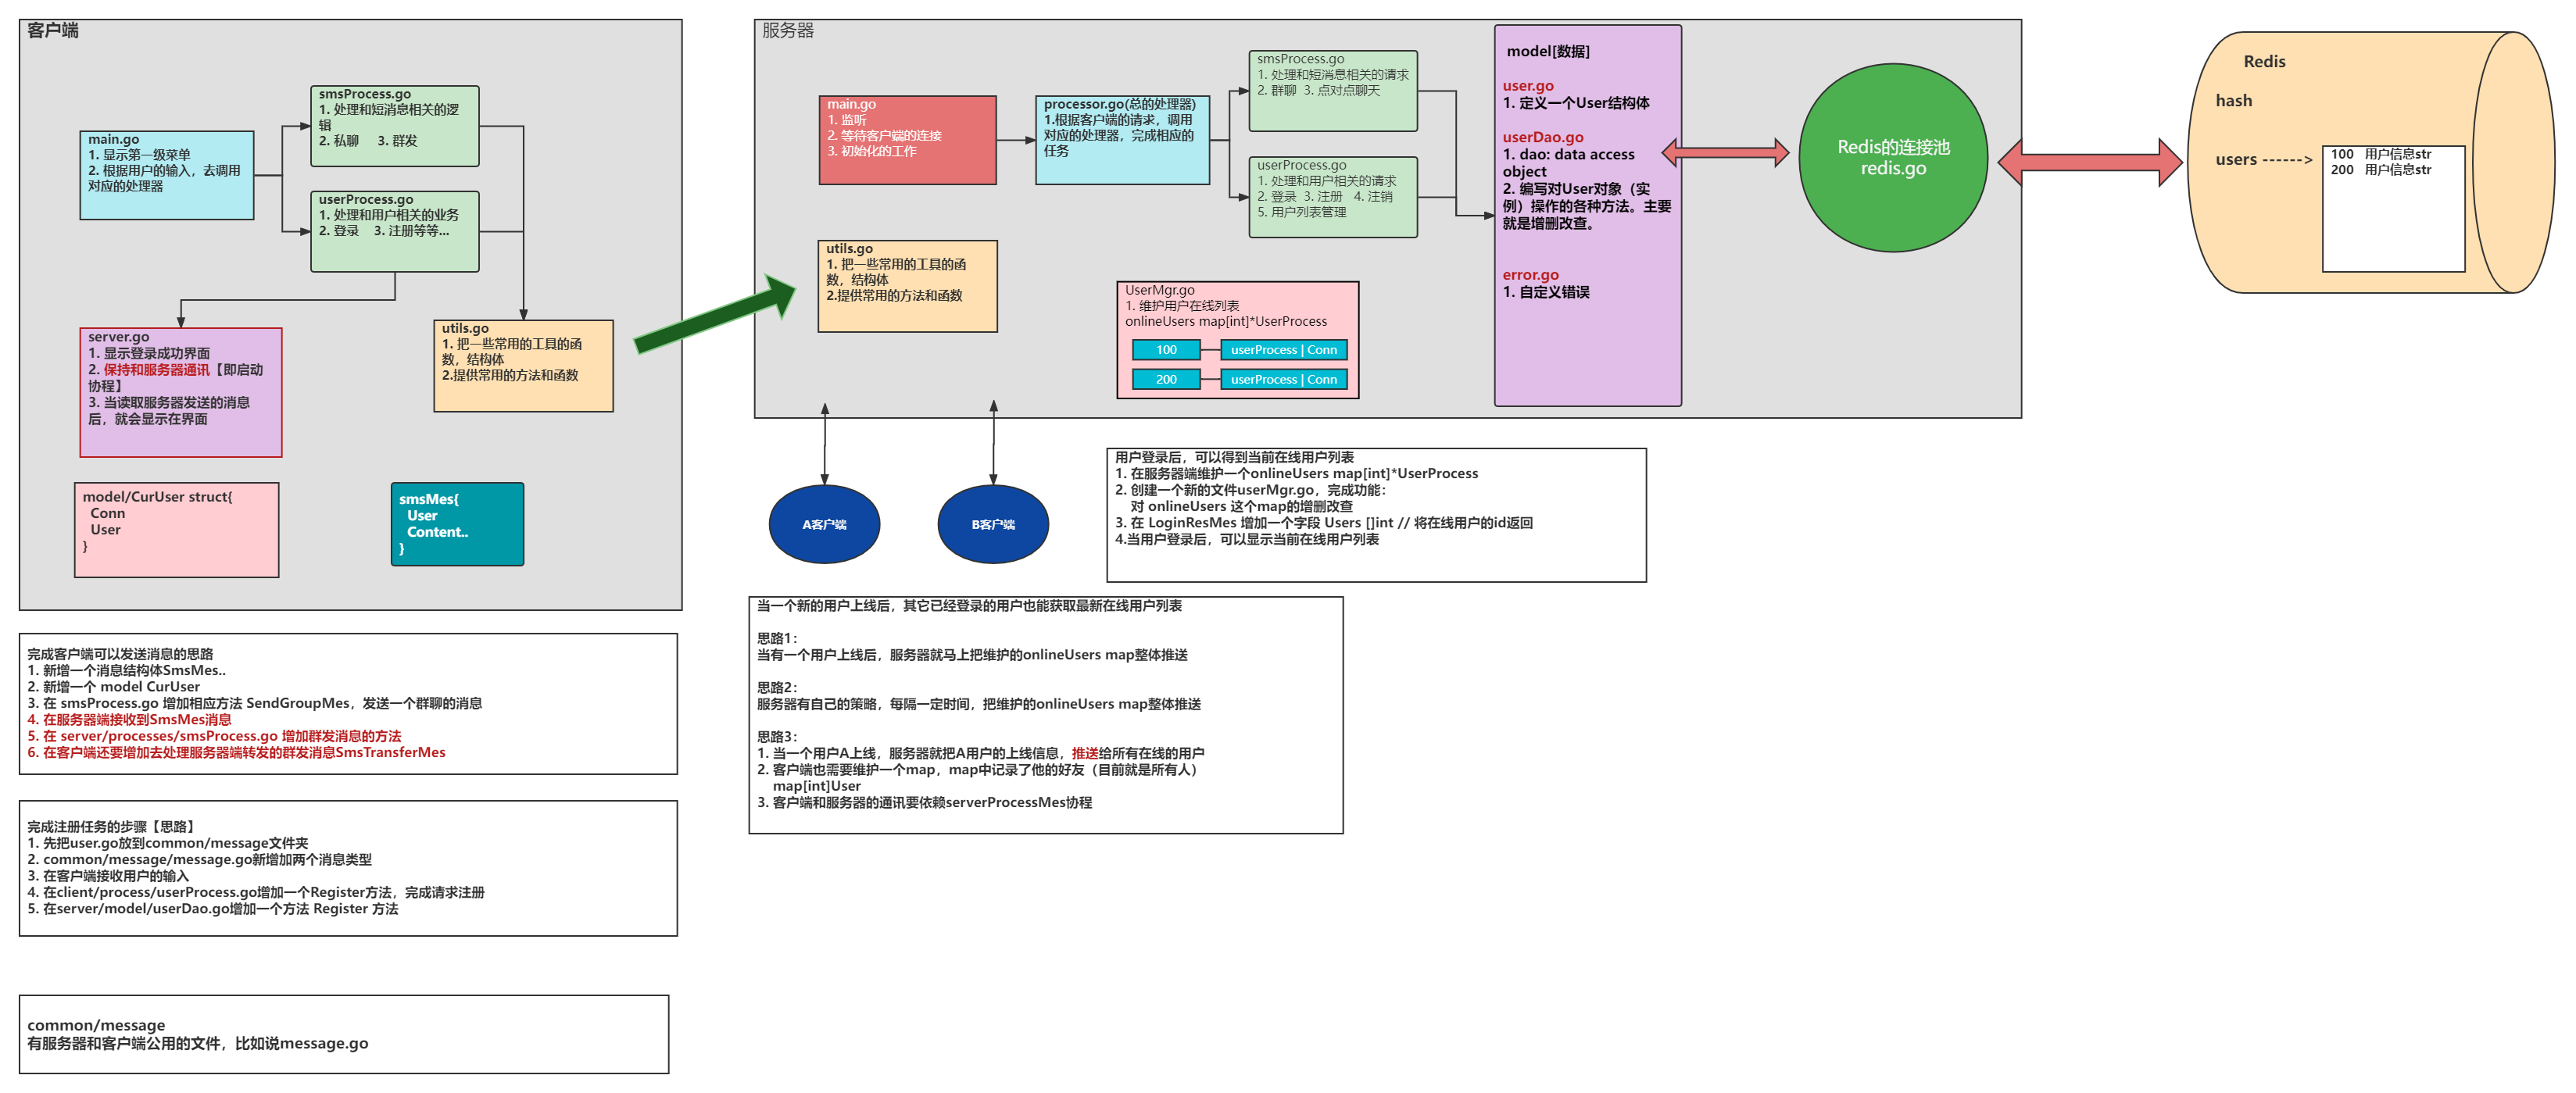 客户端
main.go
1. 显示第一级菜单
2. 根据用户的输入，去调用
对应的处理器
smsProcess.go
1. 处理和短消息相关的逻
辑
2. 私聊 3. 群发
userProcess.go
1. 处理和用户相关的业务
2. 登录 3. 注册等等...
server.go
1. 显示登录成功界面
2. 保持和服务器通讯【即启动
协程】
3. 当读取服务器发送的消息
后，就会显示在界面
utils.go
1. 把一些常用的工具的函
数，结构体
2.提供常用的方法和函数
model/CurUser struct{
Conn
User
}
smsMes{
User
Content..
}
完成客户端可以发送消息的思路
1. 新增一个消息结构体SmsMes..
2. 新增一个 model CurUser
3. 在 smsProcess.go 增加相应方法 SendGroupMes，发送一个群聊的消息
4. 在服务器端接收到SmsMes消息
5. 在 server/processes/smsProcess.go 增加群发消息的方法
6. 在客户端还要增加去处理服务器端转发的群发消息SmsTransferMes
完成注册任务的步骤【思路】
1. 先把user.go放到common/message文件夹
2. common/message/message.go新增加两个消息类型
3. 在客户端接收用户的输入
4. 在client/process/userProcess.go增加一个Register方法，完成请求注册
5. 在server/model/userDao.go增加一个方法 Register 方法
common/message
有服务器和客户端公用的文件，比如说message.go
服务器
main.go
1. 监听
2. 等待客户端的连接
3. 初始化的工作
processor.go(总的处理器)
1.根据客户端的请求，调用
对应的处理器，完成相应的
任务
smsProcess.go
1. 处理和短消息相关的请求
2. 群聊 3. 点对点聊天
userProcess.go
1. 处理和用户相关的请求
2. 登录 3. 注册 4. 注销
5. 用户列表管理
utils.go
1. 把一些常用的工具的函
数，结构体
2.提供常用的方法和函数
UserMgr.go
1. 维护用户在线列表
onlineUsers map[int]*UserProcess
100 userProcess | Conn
200 userProcess | Conn
model[数据]
user.go
1. 定义一个User结构体
userDao.go
1. dao: data access
object
2. 编写对User对象（实
例）操作的各种方法。主要
就是增删改查。
error.go
1. 自定义错误
Redis的连接池
redis.go
Redis
hash
users ------>
100 用户信息str
200 用户信息str
A客户端
B客户端
用户登录后，可以得到当前在线用户列表
1. 在服务器端维护一个onlineUsers map[int]*UserProcess
2. 创建一个新的文件userMgr.go，完成功能：
对 onlineUsers 这个map的增删改查
3. 在 LoginResMes 增加一个字段 Users []int // 将在线用户的id返回
4.当用户登录后，可以显示当前在线用户列表
当一个新的用户上线后，其它已经登录的用户也能获取最新在线用户列表
思路1：
当有一个用户上线后，服务器就马上把维护的onlineUsers map整体推送
思路2：
服务器有自己的策略，每隔一定时间，把维护的onlineUsers map整体推送
思路3：
1. 当一个用户A上线，服务器就把A用户的上线信息，推送给所有在线的用户
2. 客户端也需要维护一个map，map中记录了他的好友（目前就是所有人）
map[int]User
3. 客户端和服务器的通讯要依赖serverProcessMes协程